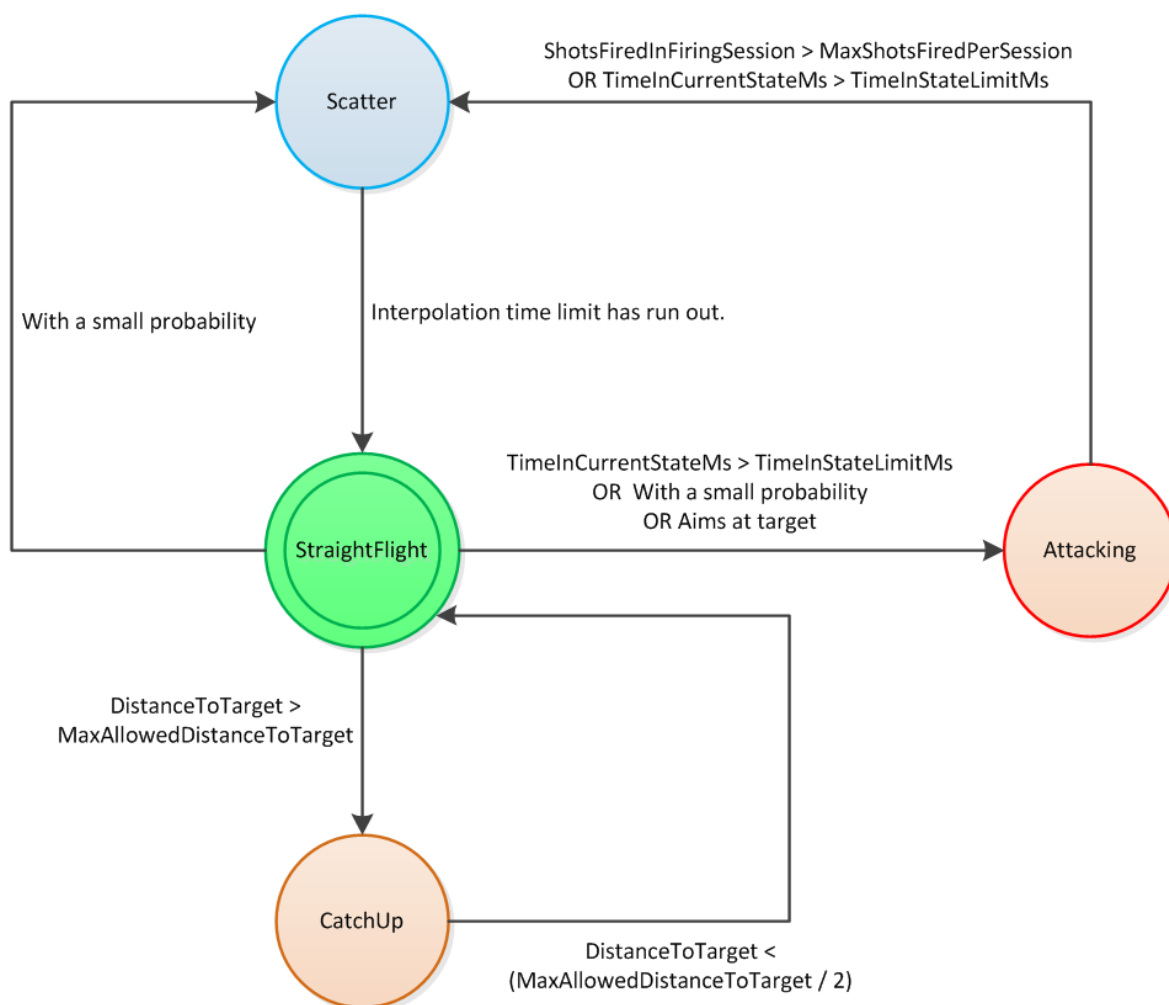 ShotsFiredInFiringSession > MaxShotsFiredPerSession
OR TimeInCurrentStateMs > TimeInStateLimitMs
Scatter
With a small probability
Interpolation time limit has run out.
TimeInCurrentStateMs > TimeInStateLimitMs
OR With a small probability
OR Aims at target
StraightFlight
Attacking
DistanceToTarget >
MaxAllowedDistanceToTarget
CatchUp
DistanceToTarget <
(MaxAllowedDistanceToTarget / 2)